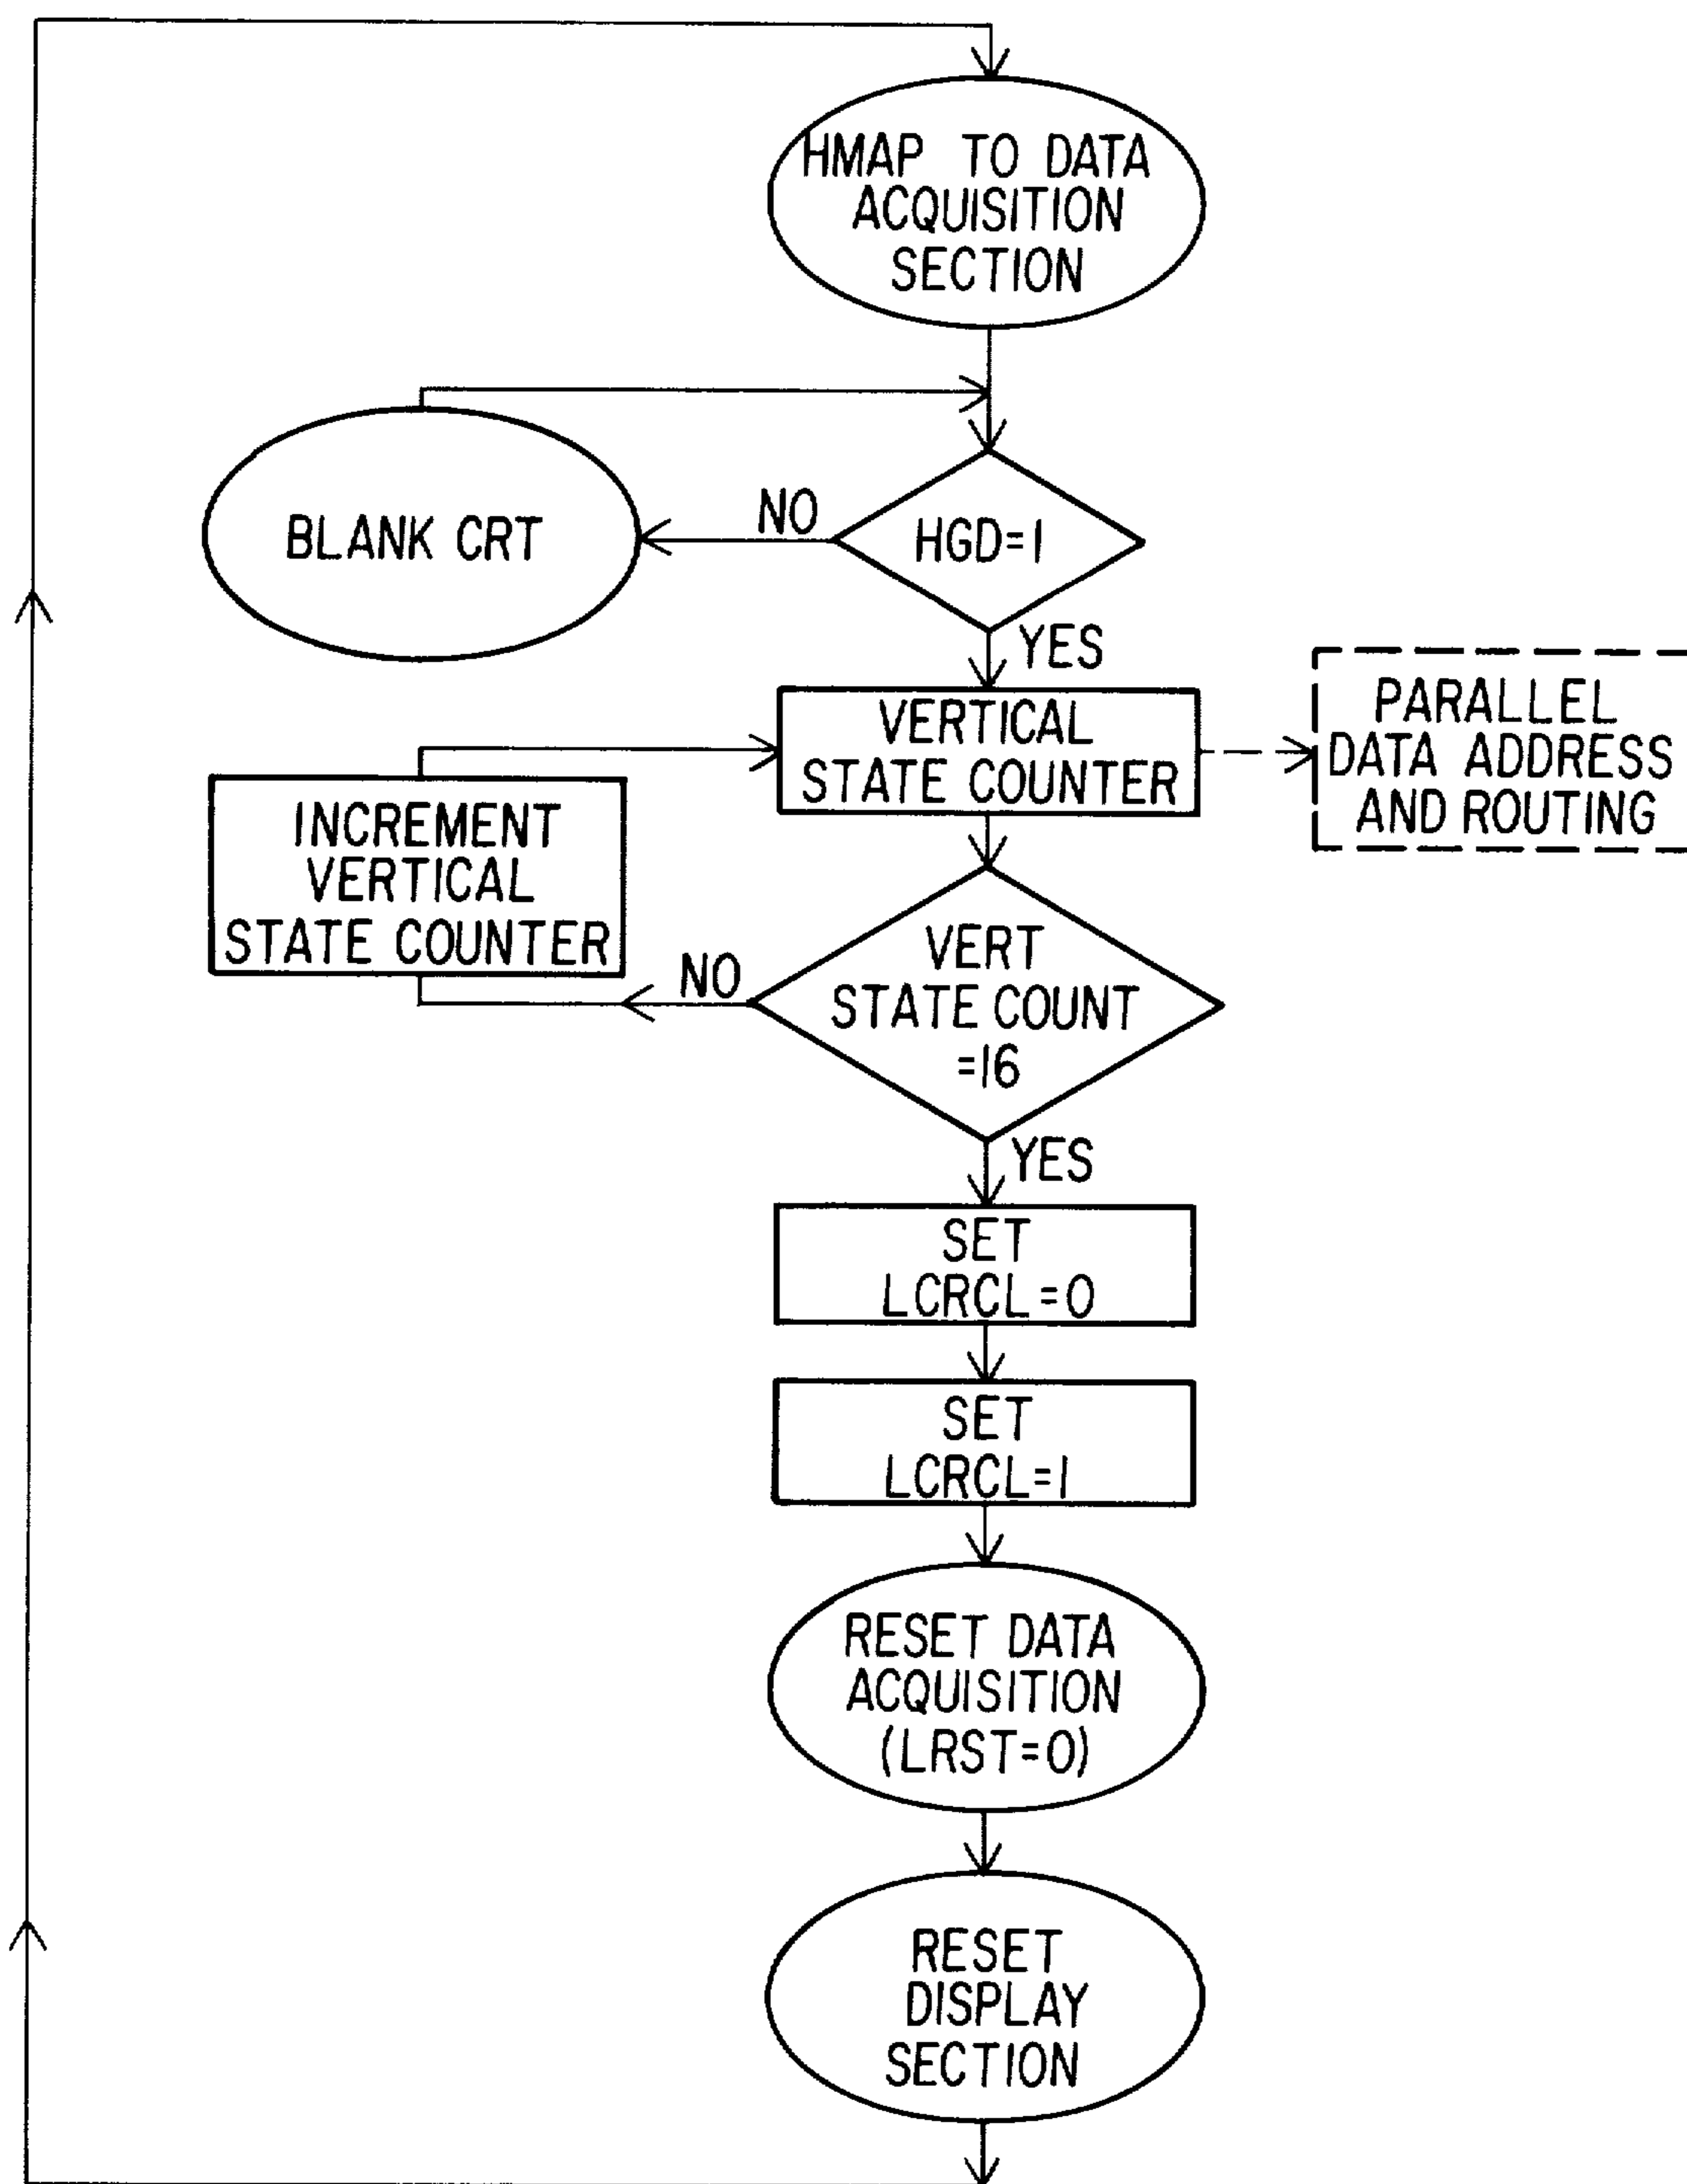 HMAP TO DATA
ACQUISITION
SECTION
NO
BLANK CRT
HGD=1
YES
VERTICAL
STATE COUNTER
PARALLEL
DATA ADDRESS
AND ROUTING
INCREMENT
VERTICAL
STATE COUNTER
NO
VERT
STATE COUNT
=16
YES
SET
LCRCL=0
SET
LCRCL=1
RESET DATA
ACQUISITION
(LRST=0)
RESET
DISPLAY
SECTION